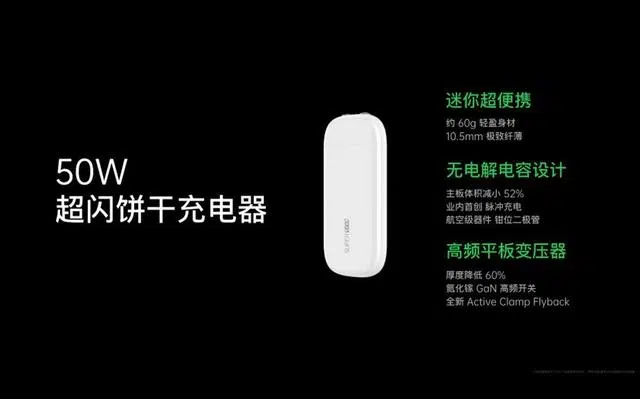 50W
超闪饼干充电器
SUPERVOOC
迷你超便携
约 60g 轻盈身材
10.5mm 极致纤薄
无电解电容设计
主板体积减小 52%
业内首创 脉冲充电
航空级器件 钳位二极管
高频平板变压器
厚度降低 60%
氮化镓 GaN 高频开关
全新 Active Clamp Flyback